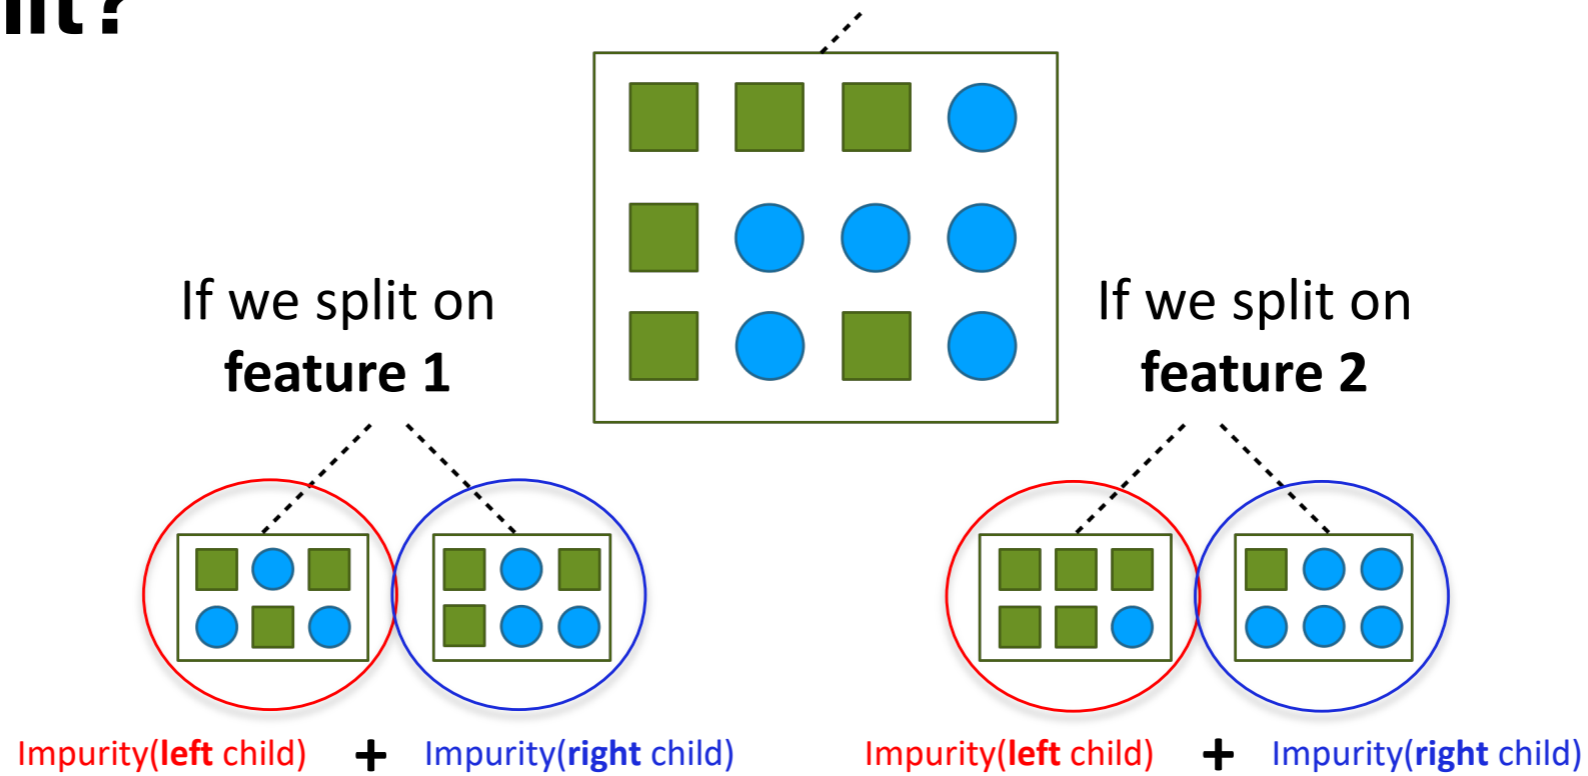 If we split on
feature 1
If we split on
feature 2
Impurity(left child) + Impurity(right child)
Impurity(left child) + Impurity(right child)